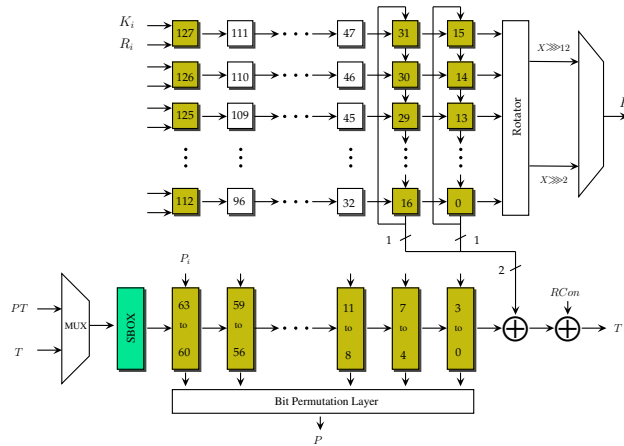 K_i 127 111 47 31 15
R_i
126 110 46 30 14 X⋙12
125 109 45 29 13 Rotator
X⋙2
112 96 32 16 0
1 1
P_i 2
RCon
PT 63 59 11 7 3
MUX SBOX to to to to to T
T 60 56 8 4 0
Bit Permutation Layer
P